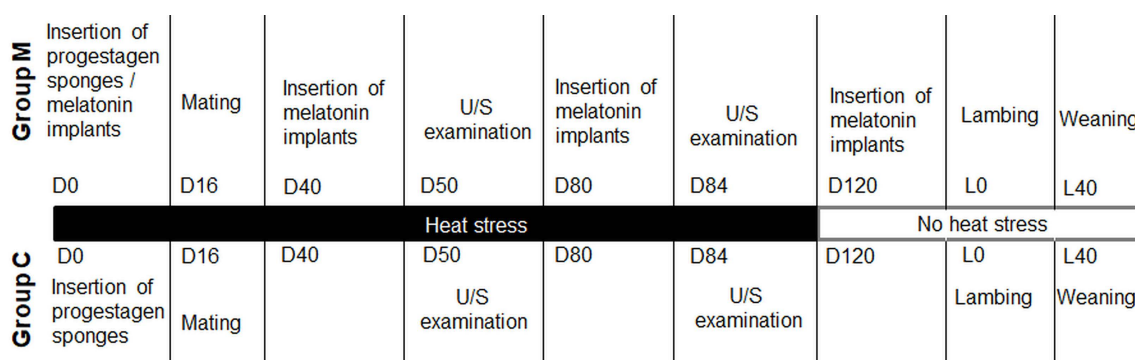 Group M
Insertion of
progestagen
sponges /
melatonin
implants
Mating
Insertion of
melatonin
implants
U/S
examination
Insertion of
melatonin
implants
U/S
examination
Insertion of
melatonin
implants
Lambing
Weaning
D0 D16 D40 D50 D80 D84 D120 L0 L40
Heat stress No heat stress
D0 D16 D40 D50 D80 D84 D120 L0 L40
Group C
Insertion of
progestagen
sponges
Mating
U/S
examination
U/S
examination
Lambing
Weaning